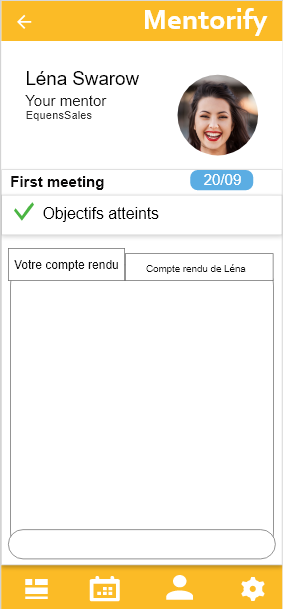 Mentorify
Léna Swarow
Your mentor
EquensSales
First meeting 20/09
Objectifs atteints
Votre compte rendu Compte rendu de Léna